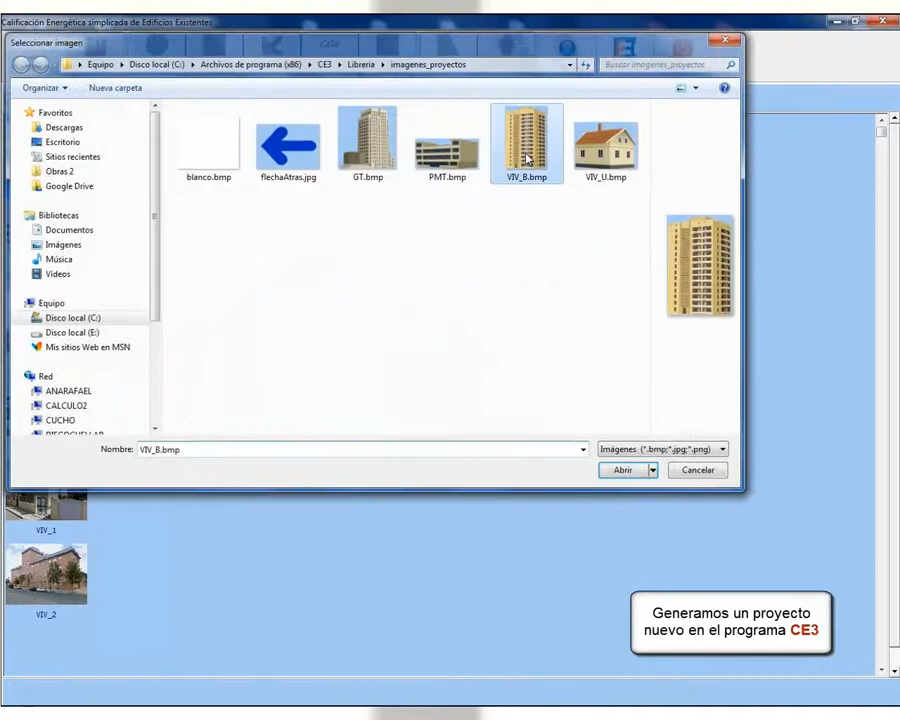 Calificación Energética simplicada de Edificios Existentes
Seleccionar imagen
Equipo
Disco local (C:)
Archivos de programa (x86)
CE3
Libreria
imagenes_proyectos
Buscar imagenes_proyectos
Organizar
Nueva carpeta
Favoritos
Descargas
Escritorio
Sitios recientes
Obras 2
Google Drive
Bibliotecas
Documentos
Imágenes
Música
Vídeos
Equipo
Disco local (C:)
Disco local (E:)
Mis sitios Web en MSN
Red
ANARAFAEL
CALCULO2
CUCHO
blanco.bmp
flechaAtras.jpg
GT.bmp
PMT.bmp
VIV_B.bmp
VIV_U.bmp
Nombre:
VIV_B.bmp
Imágenes (*.bmp;*.jpg;*.png)
Abrir
Cancelar
VIV_1
VIV_2
Generamos un proyecto
nuevo en el programa CE3